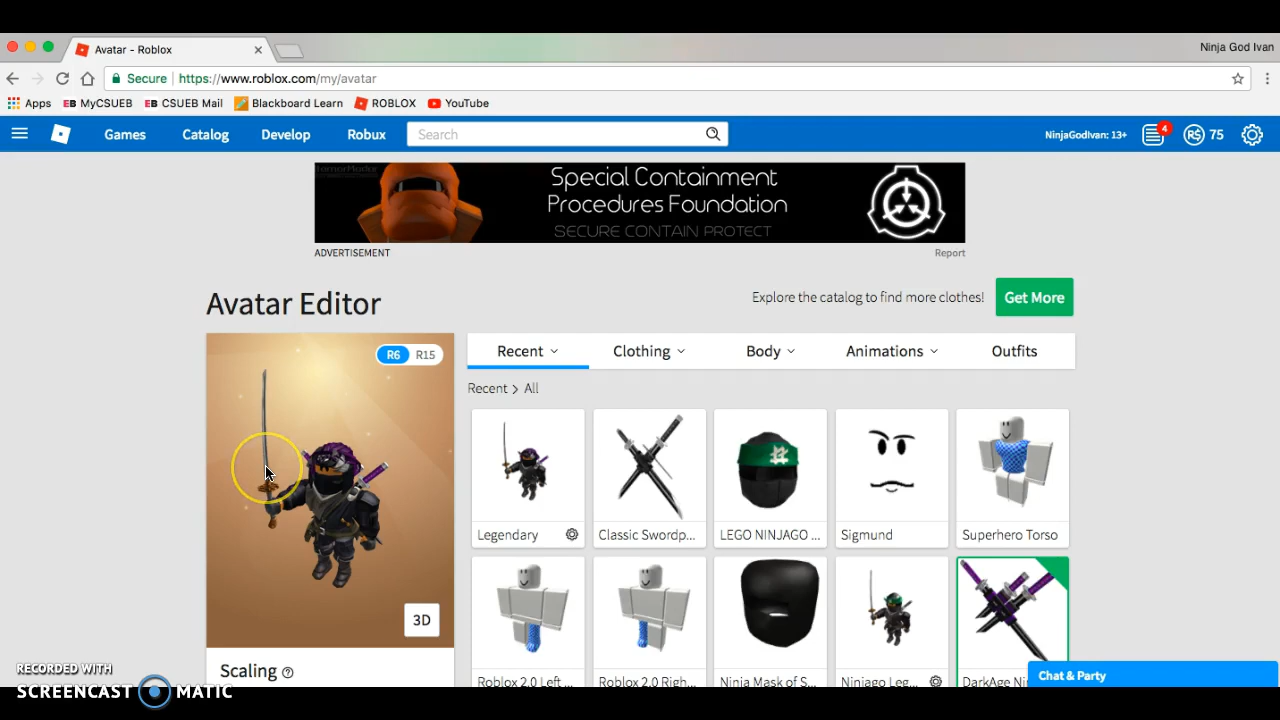 Avatar - Roblox
Ninja God Ivan
Secure https://www.roblox.com/my/avatar
Apps EB MyCSUEB EB CSUEB Mail Blackboard Learn ROBLOX YouTube
Games Catalog Develop Robux Search NinjaGodIvan: 13+ 4 R$ 75
Special Containment
Procedures Foundation
SECURE CONTAIN PROTECT
ADVERTISEMENT Report
Avatar Editor
Explore the catalog to find more clothes! Get More
R6 R15
Recent Clothing Body Animations Outfits
Recent > All
Legendary Classic Swordp... LEGO NINJAGO ... Sigmund Superhero Torso
3D
Scaling
Roblox 2.0 Left ... Roblox 2.0 Righ... Ninja Mask of S... Ninjago Leg... DarkAge Ni
Chat & Party
RECORDED WITH
SCREENCAST MATIC